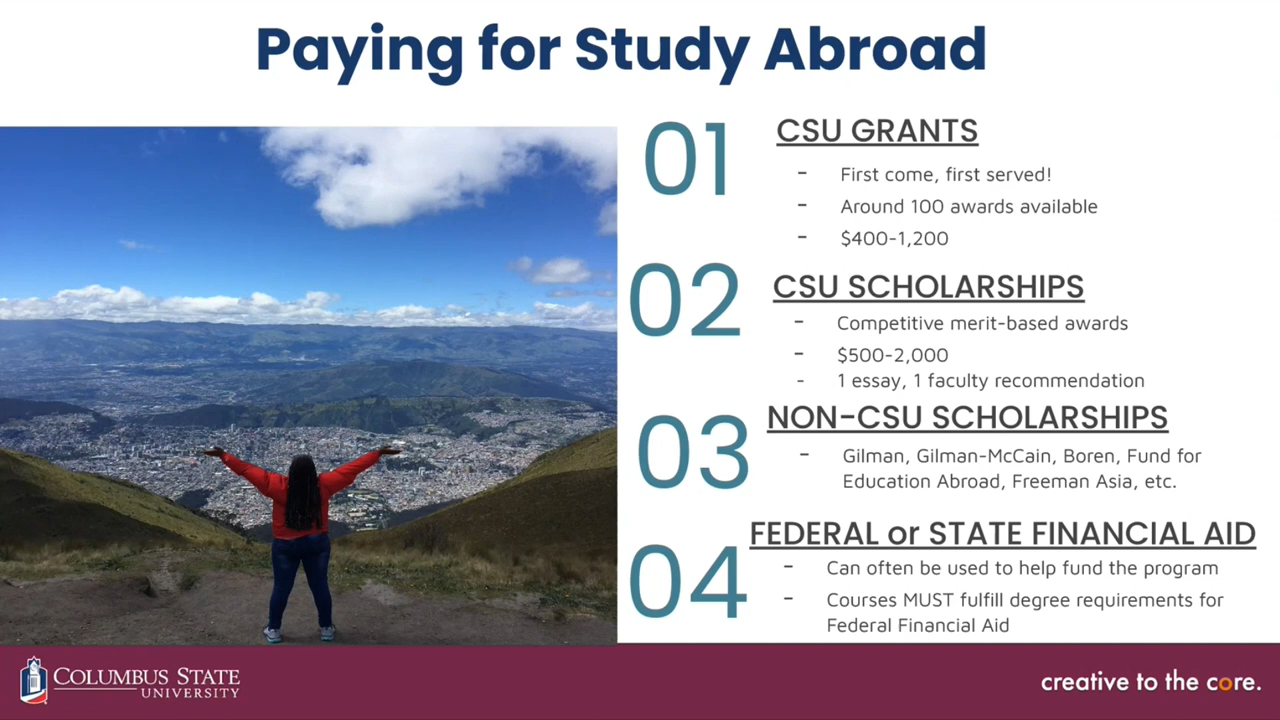 Paying for Study Abroad
01
CSU GRANTS
- First come, first served!
- Around 100 awards available
- $400-1,200
02
CSU SCHOLARSHIPS
- Competitive merit-based awards
- $500-2,000
- 1 essay, 1 faculty recommendation
03
NON-CSU SCHOLARSHIPS
- Gilman, Gilman-McCain, Boren, Fund for
Education Abroad, Freeman Asia, etc.
04
FEDERAL or STATE FINANCIAL AID
- Can often be used to help fund the program
- Courses MUST fulfill degree requirements for
Federal Financial Aid
COLUMBUS STATE
UNIVERSITY
creative to the core.